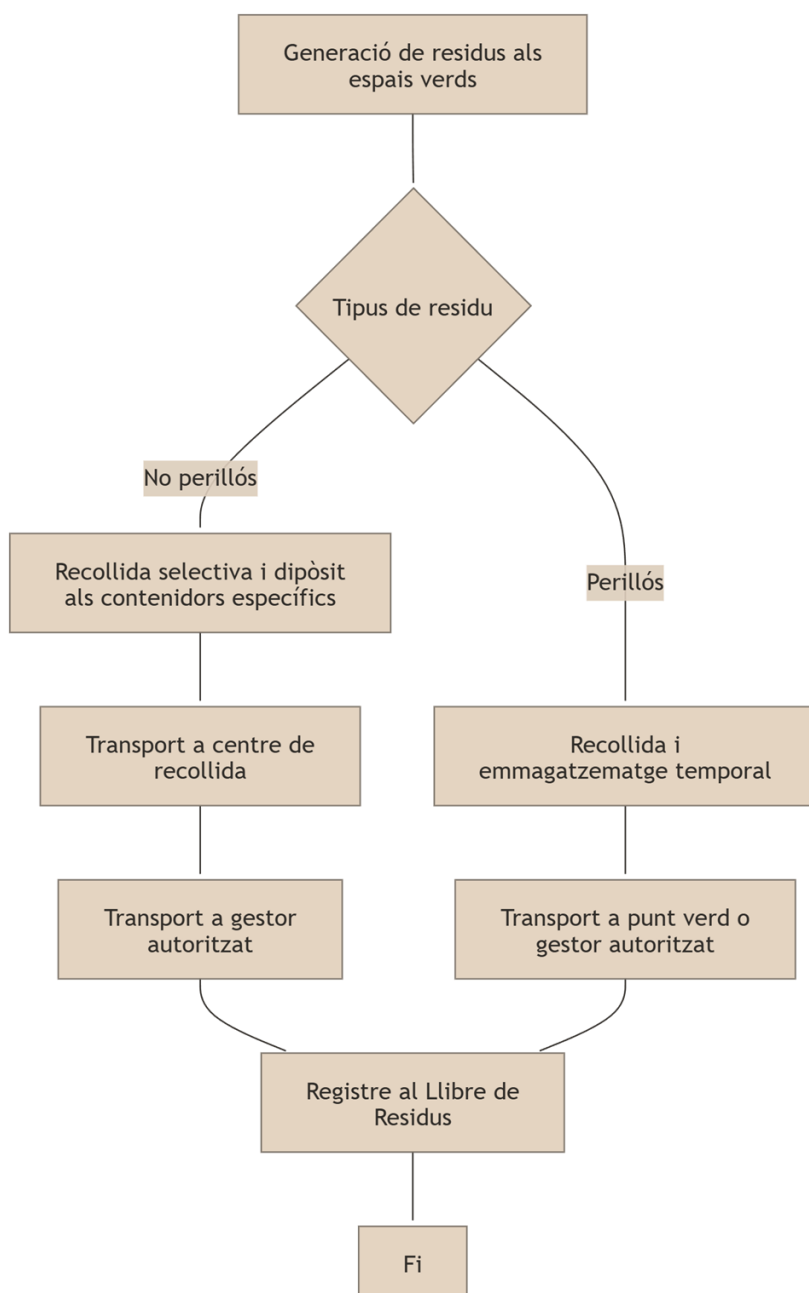 Generació de residus als
espais verds
Tipus de residu
No perillós
Perillós
Recollida selectiva i dipòsit
als contenidors específics
Transport a centre de
recollida
Recollida i
emmagatzematge temporal
Transport a gestor
autoritzat
Transport a punt verd o
gestor autoritzat
Registre al Llibre de
Residus
Fi